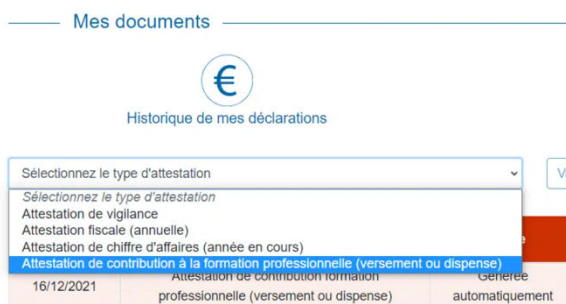 Mes documents
€
Historique de mes déclarations
Sélectionnez le type d'attestation
Sélectionnez le type d'attestation
Attestation de vigilance
Attestation fiscale (annuelle)
Attestation de chiffre d'affaires (année en cours)
Attestation de contribution à la formation professionnelle (versement ou dispense)
16/12/2021
Attestation de contribution formation
professionnelle (versement ou dispense)
Générée
automatiquement